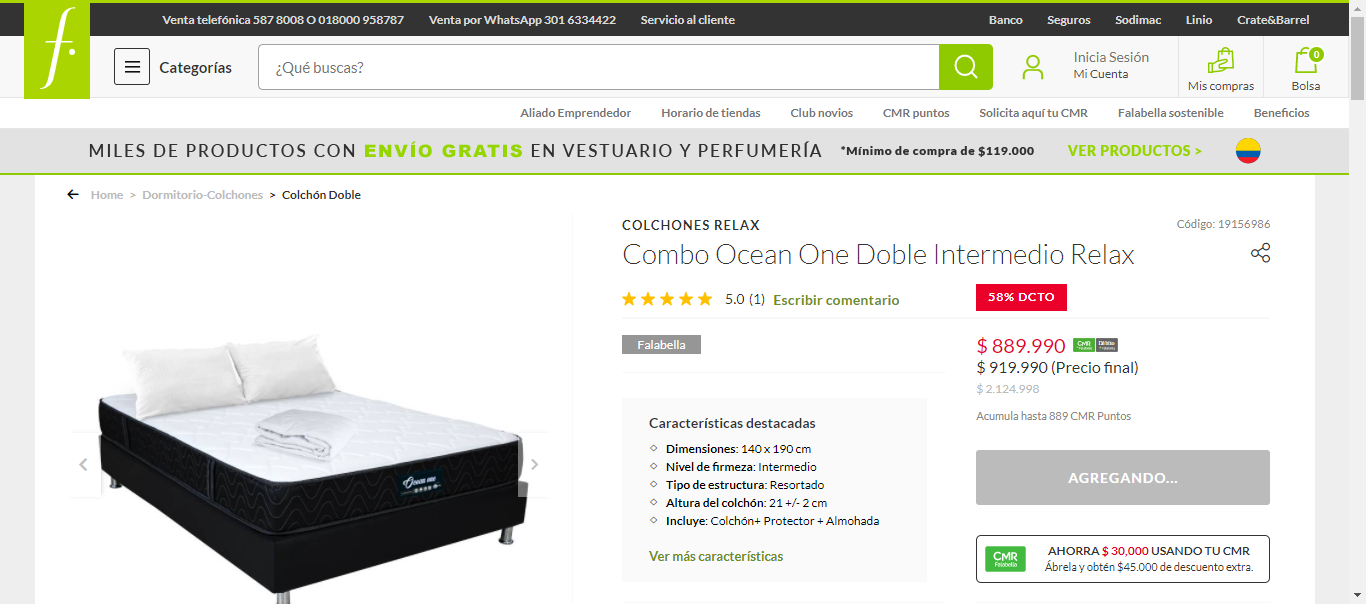 Venta telefónica 587 8008 O 018000 958787 Venta por WhatsApp 301 6334422 Servicio al cliente Banco Seguros Sodimac Linio Crate&Barrel
f.
Categorías
¿Qué buscas?
Inicia Sesión
Mi Cuenta
Mis compras
0
Bolsa
Aliado Emprendedor Horario de tiendas Club novios CMR puntos Solicita aquí tu CMR Falabella sostenible Beneficios
MILES DE PRODUCTOS CON ENVÍO GRATIS EN VESTUARIO Y PERFUMERÍA *Mínimo de compra de $119.000 VER PRODUCTOS >
Home > Dormitorio-Colchones > Colchón Doble
COLCHONES RELAX
Código: 19156986
Combo Ocean One Doble Intermedio Relax
5.0 (1) Escribir comentario
58% DCTO
Falabella
$ 889.990 CMR
$ 919.990 (Precio final)
$ 2.124.998
Acumula hasta 889 CMR Puntos
Características destacadas
Dimensiones: 140 x 190 cm
Nivel de firmeza: Intermedio
Tipo de estructura: Resortado
Altura del colchón: 21 +/- 2 cm
Incluye: Colchón+ Protector + Almohada
Ver más características
AGREGANDO...
CMR
Falabella
AHORRA $ 30,000 USANDO TU CMR
Ábrela y obtén $45.000 de descuento extra.
Ocean one